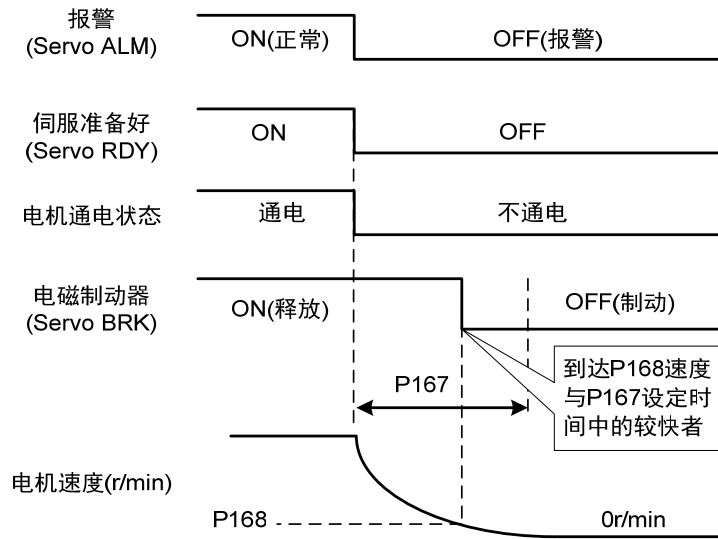 报警
(Servo ALM)
ON(正常)
OFF(报警)
伺服准备好
(Servo RDY)
ON
OFF
电机通电状态
通电
不通电
电磁制动器
(Servo BRK)
ON(释放)
OFF(制动)
到达P168速度
与P167设定时
间中的较快者
P167
电机速度(r/min)
P168
0r/min